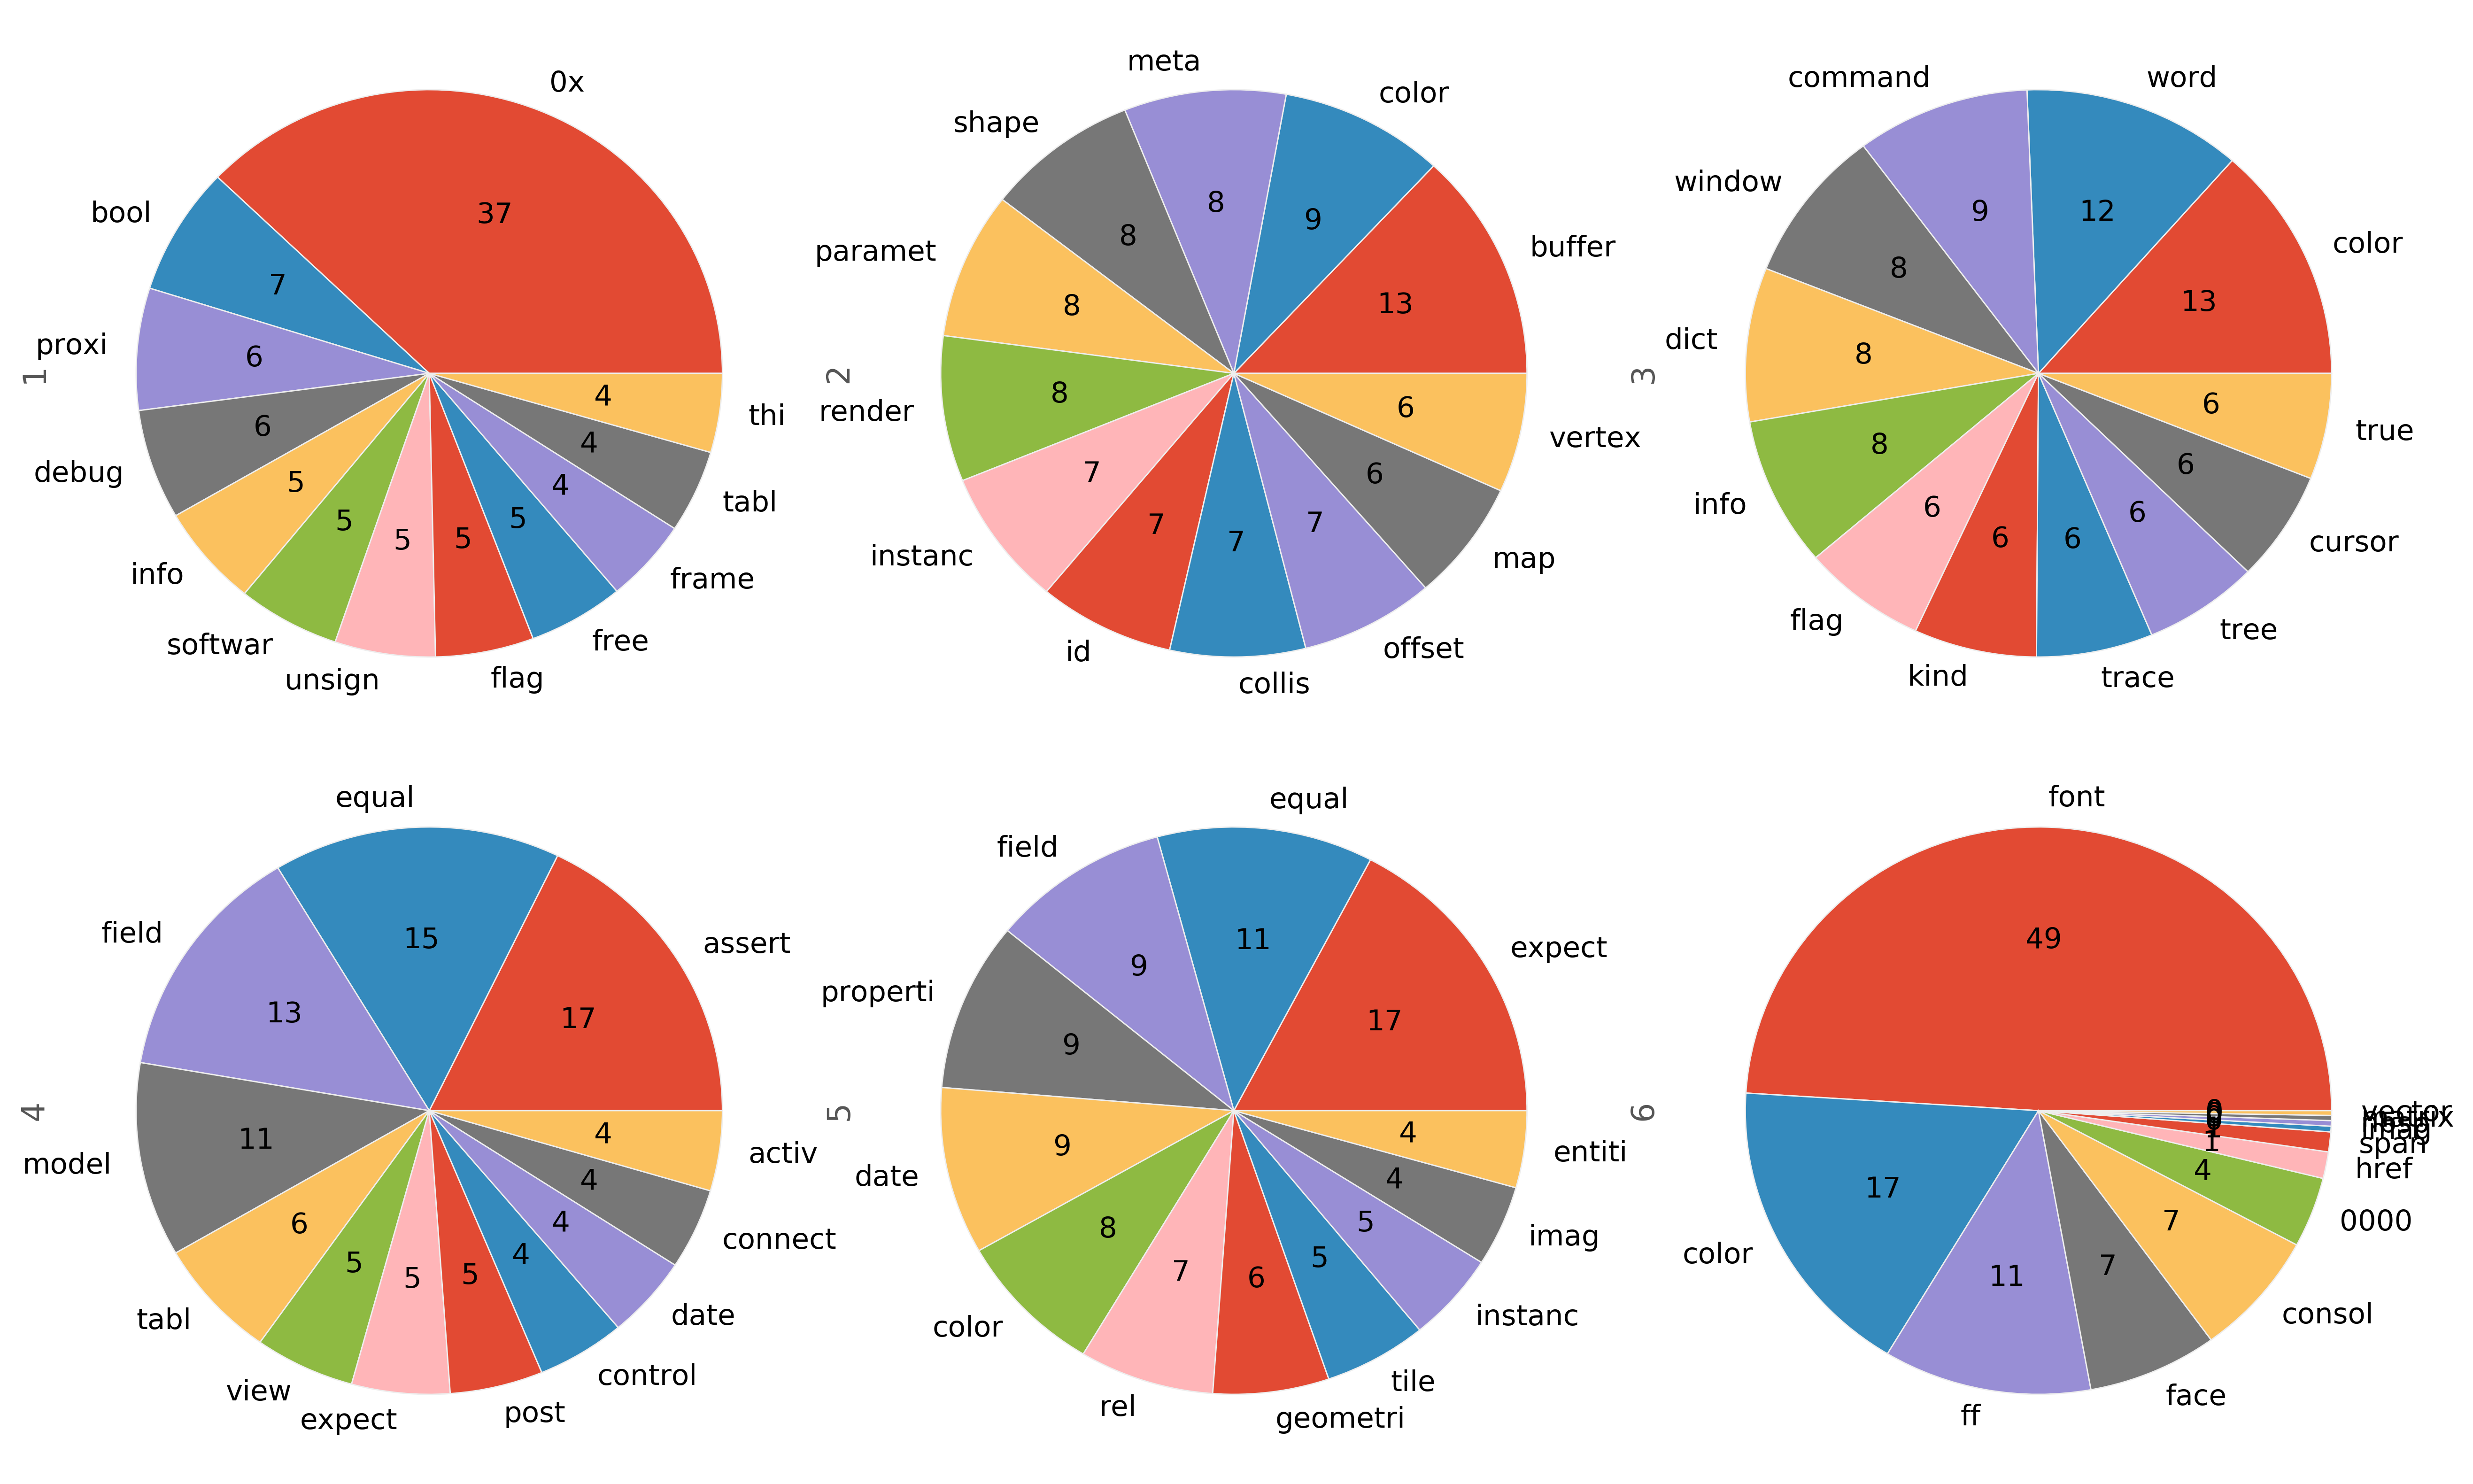 1
0x
37
bool
7
proxi
6
debug
6
info
5
softwar
5
unsign
5
flag
5
free
5
frame
4
tabl
4
thi
4
2
buffer
13
color
9
meta
8
shape
8
paramet
8
render
8
instanc
7
id
7
collis
7
offset
7
map
6
vertex
6
3
color
13
word
12
command
9
window
8
dict
8
info
8
flag
6
kind
6
trace
6
tree
6
cursor
6
true
6
4
assert
17
equal
15
field
13
model
11
tabl
6
view
5
expect
5
post
5
control
4
date
4
connect
4
activ
4
5
expect
17
equal
11
field
9
properti
9
date
9
color
8
rel
7
geometri
6
tile
5
instanc
5
imag
4
entiti
4
6
font
49
color
17
ff
11
face
7
consol
7
0000
4
href
1
span
imag
matrix
vector
0